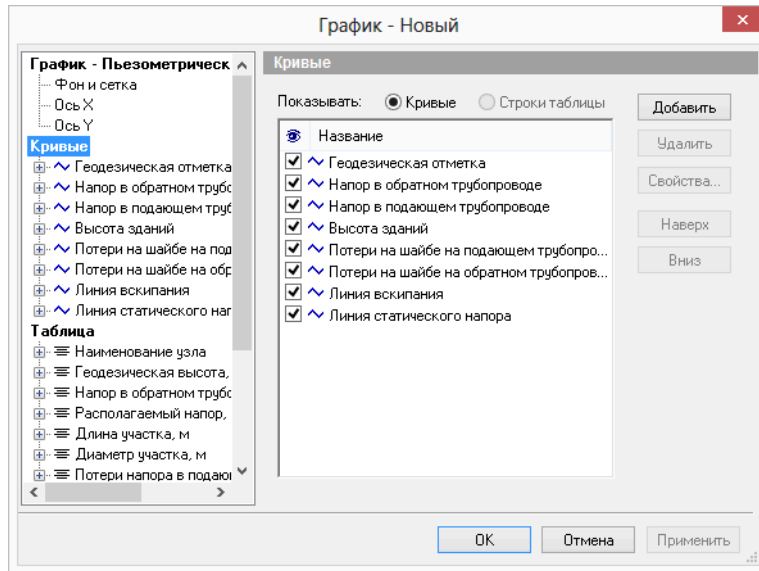 График - Новый
График - Пьезометрическ
Фон и сетка
Ось X
Ось Y
Кривые
Геодезическая отметка
Напор в обратном трубо
Напор в подающем труб
Высота зданий
Потери на шайбе на под
Потери на шайбе на обр
Линия вскипания
Линия статического нап
Таблица
Наименование узла
Геодезическая высота,
Напор в обратном трубо
Располагаемый напор,
Длина участка, м
Диаметр участка, м
Потери напора в подаю
Кривые
Показывать: Кривые Строки таблицы
Название
Геодезическая отметка
Напор в обратном трубопроводе
Напор в подающем трубопроводе
Высота зданий
Потери на шайбе на подающем трубопро...
Потери на шайбе на обратном трубопров...
Линия вскипания
Линия статического напора
Добавить
Удалить
Свойства...
Наверх
Вниз
OK Отмена Применить